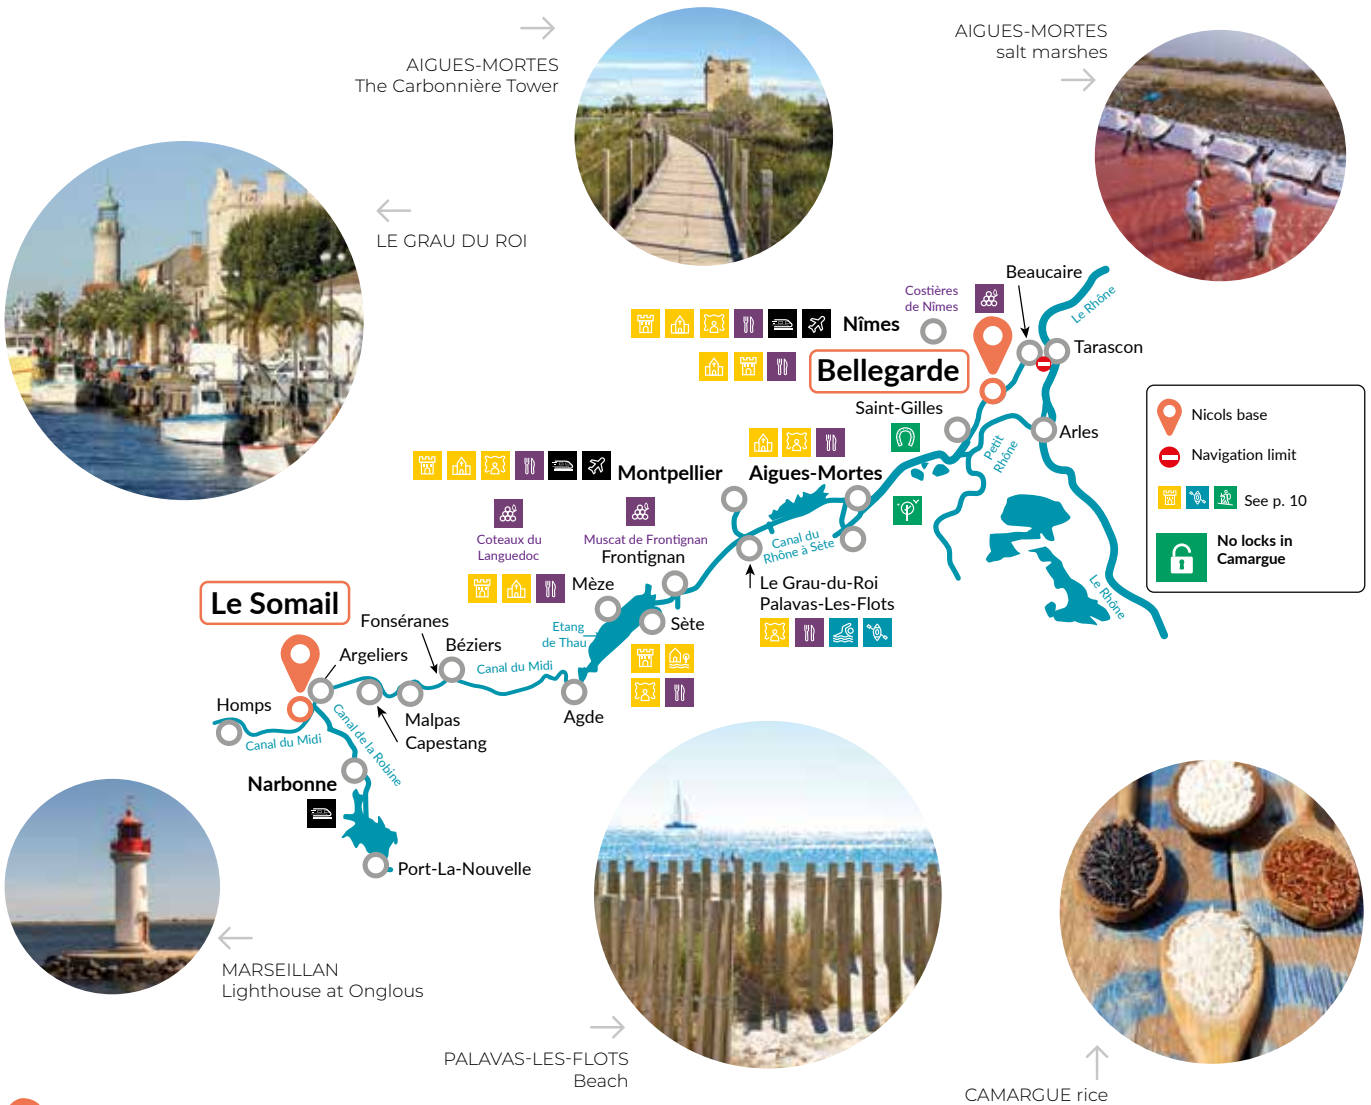 AIGUES-MORTES
The Carbonnière Tower
AIGUES-MORTES
salt marshes
LE GRAU DU ROI
Beaucaire
Le Rhône
Costières
de Nîmes
Nîmes
Tarascon
Bellegarde
Saint-Gilles
Petit
Rhône
Arles
Nicols base
Navigation limit
See p. 10
No locks in
Camargue
Montpellier
Aigues-Mortes
Coteaux du
Languedoc
Muscat de Frontignan
Frontignan
Canal du
Rhône à Sète
Mèze
Le Grau-du-Roi
Palavas-Les-Flots
Le Rhône
Le Somail
Fonséranes
Etang
de Thau
Sète
Argeliers
Béziers
Canal du Midi
Homps
Malpas
Capestang
Agde
Canal du Midi
Canal de la Robine
Narbonne
Port-La-Nouvelle
MARSEILLAN
Lighthouse at Onglous
PALAVAS-LES-FLOTS
Beach
CAMARGUE rice